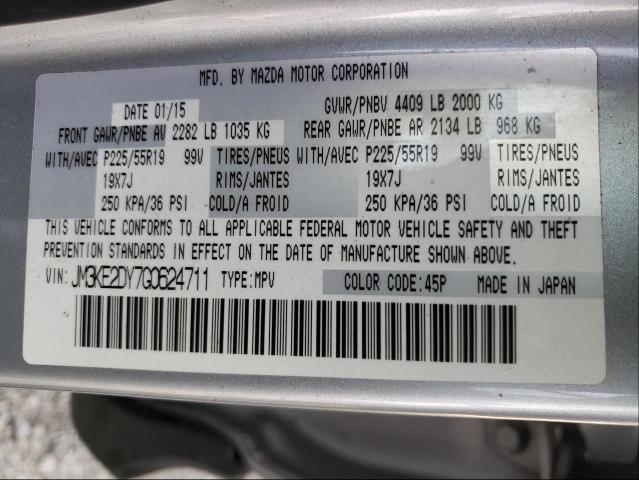 MFD. BY MAZDA MOTOR CORPORATION
DATE 01/15 GVWR/PNBV 4409 LB 2000 KG
FRONT GAWR/PNBE AV 2282 LB 1035 KG REAR GAWR/PNBE AR 2134 LB 968 KG
WITH/AVEC P225/55R19 99V TIRES/PNEUS WITH/AVEC P225/55R19 99V TIRES/PNEUS
19X7J RIMS/JANTES 19X7J RIMS/JANTES
250 KPA/36 PSI COLD/A FROID 250 KPA/36 PSI COLD/A FROID
THIS VEHICLE CONFORMS TO ALL APPLICABLE FEDERAL MOTOR VEHICLE SAFETY AND THEFT
PREVENTION STANDARDS IN EFFECT ON THE DATE OF MANUFACTURE SHOWN ABOVE.
VIN: JM3KE2DY7G0624711 TYPE:MPV COLOR CODE:45P MADE IN JAPAN